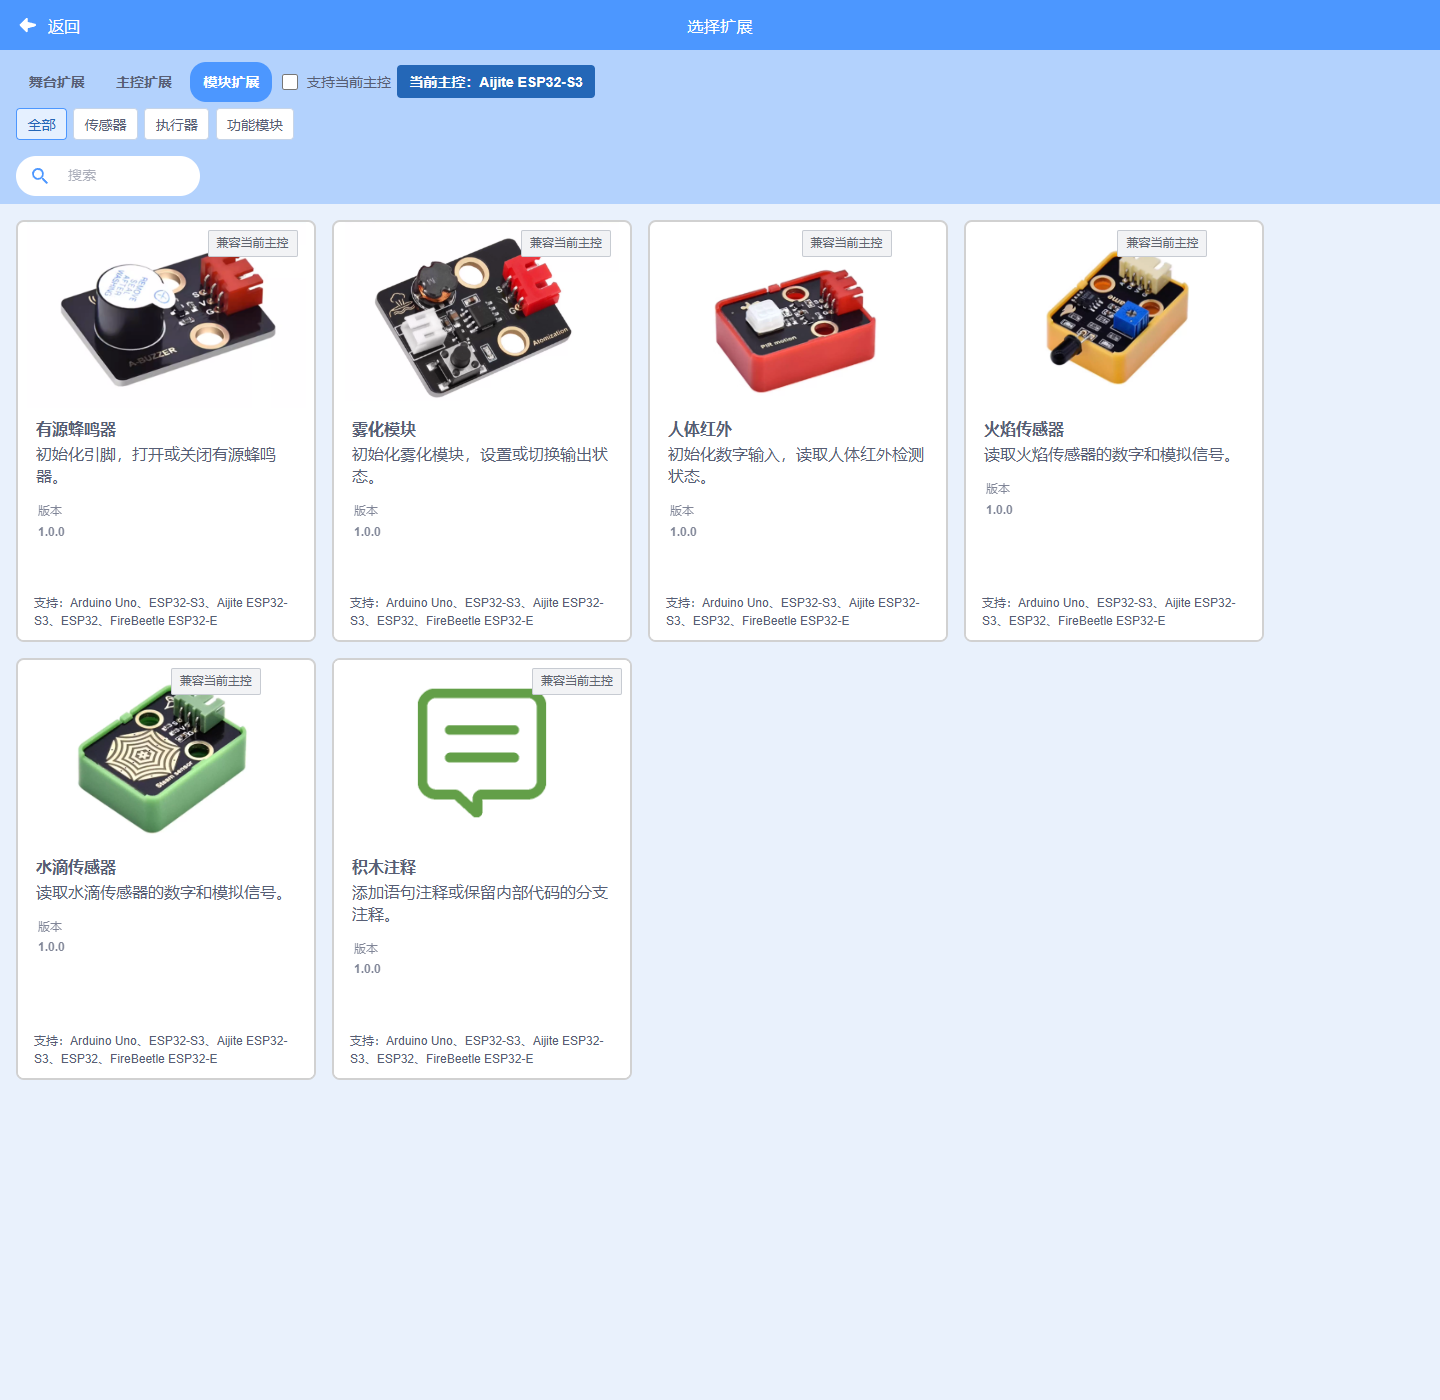 返回
选择扩展
舞台扩展
主控扩展
模块扩展
支持当前主控
当前主控：Aijite ESP32-S3
全部
传感器
执行器
功能模块
搜索
兼容当前主控
REMOVE
SEAL
AFTER
WASHING
A-BUZZER
有源蜂鸣器
初始化引脚，打开或关闭有源蜂鸣
器。
版本
1.0.0
支持：Arduino Uno、ESP32-S3、Aijite ESP32-
S3、ESP32、FireBeetle ESP32-E
兼容当前主控
Atomization
雾化模块
初始化雾化模块，设置或切换输出状
态。
版本
1.0.0
支持：Arduino Uno、ESP32-S3、Aijite ESP32-
S3、ESP32、FireBeetle ESP32-E
兼容当前主控
PIR motion
人体红外
初始化数字输入，读取人体红外检测
状态。
版本
1.0.0
支持：Arduino Uno、ESP32-S3、Aijite ESP32-
S3、ESP32、FireBeetle ESP32-E
兼容当前主控
火焰传感器
读取火焰传感器的数字和模拟信号。
版本
1.0.0
支持：Arduino Uno、ESP32-S3、Aijite ESP32-
S3、ESP32、FireBeetle ESP32-E
兼容当前主控
Steam sensor
水滴传感器
读取水滴传感器的数字和模拟信号。
版本
1.0.0
支持：Arduino Uno、ESP32-S3、Aijite ESP32-
S3、ESP32、FireBeetle ESP32-E
兼容当前主控
积木注释
添加语句注释或保留内部代码的分支
注释。
版本
1.0.0
支持：Arduino Uno、ESP32-S3、Aijite ESP32-
S3、ESP32、FireBeetle ESP32-E